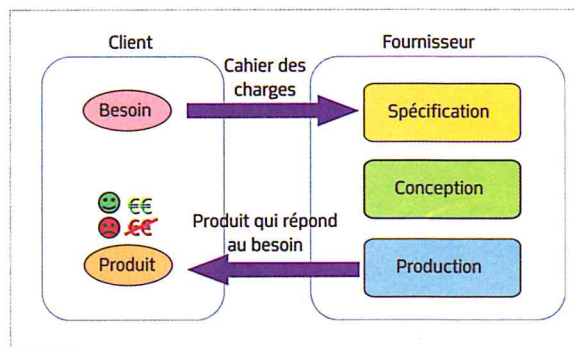 Client
Fournisseur
Cahier des
charges
Besoin
Spécification
Conception
€€
€€
Produit qui répond
au besoin
Produit
Production